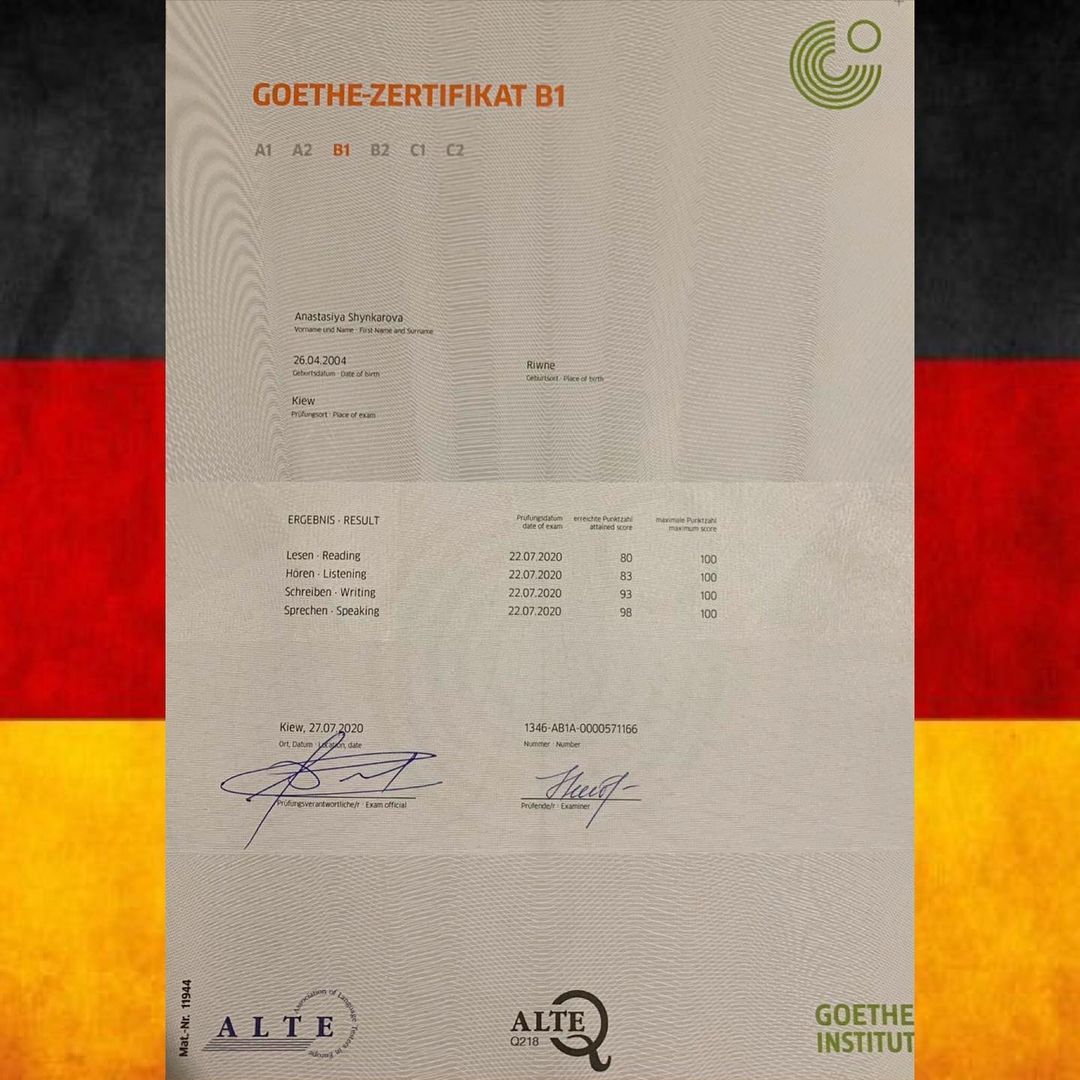 GOETHE-ZERTIFIKAT B1
A1 A2 B1 B2 C1 C2
Anastasiya Shynkarova
Vorname und Name · First Name and Surname
26.04.2004
Geburtsdatum · Date of birth
Riwne
Geburtsort · Place of birth
Kiew
Prüfungsort · Place of exam
ERGEBNIS · RESULT
Prüfungsdatum erreichte Punktzahl maximale Punktzahl
date of exam attained score maximum score
Lesen · Reading 22.07.2020 80 100
Hören · Listening 22.07.2020 83 100
Schreiben · Writing 22.07.2020 93 100
Sprechen · Speaking 22.07.2020 98 100
Kiew, 27.07.2020
Ort, Datum · Location, date
1346-AB1A-0000571166
Nummer · Number
Prüfungsverantwortliche/r · Exam official
Prüfende/r · Examiner
Mat.-Nr. 11944
ALTE
Association of Language Testers in Europe
ALTE
Q218
GOETHE
INSTITUT